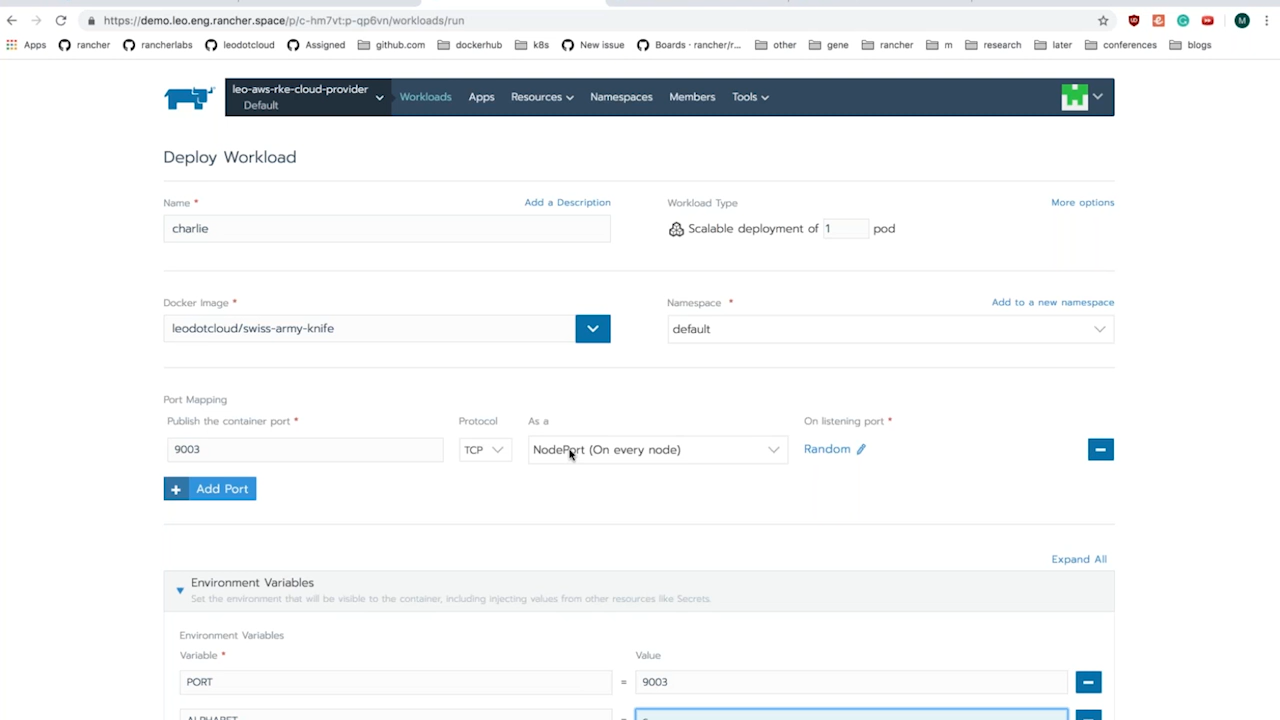 https://demo.leo.eng.rancher.space/p/c-hm7vt:p-qp6vn/workloads/run
M
Apps rancher rancherlabs leodotcloud Assigned github.com dockerhub k8s New issue Boards · rancher/r... other gene rancher m research later conferences blogs
leo-aws-rke-cloud-provider
Default
Workloads Apps Resources Namespaces Members Tools
Deploy Workload
Name * Add a Description Workload Type More options
charlie Scalable deployment of 1 pod
Docker Image * Namespace * Add to a new namespace
leodotcloud/swiss-army-knife default
Port Mapping
Publish the container port * Protocol As a On listening port *
9003 TCP NodePort (On every node) Random
+ Add Port
Expand All
Environment Variables
Set the environment that will be visible to the container, including injecting values from other resources like Secrets.
Environment Variables
Variable * Value
PORT = 9003
ALPHABET =